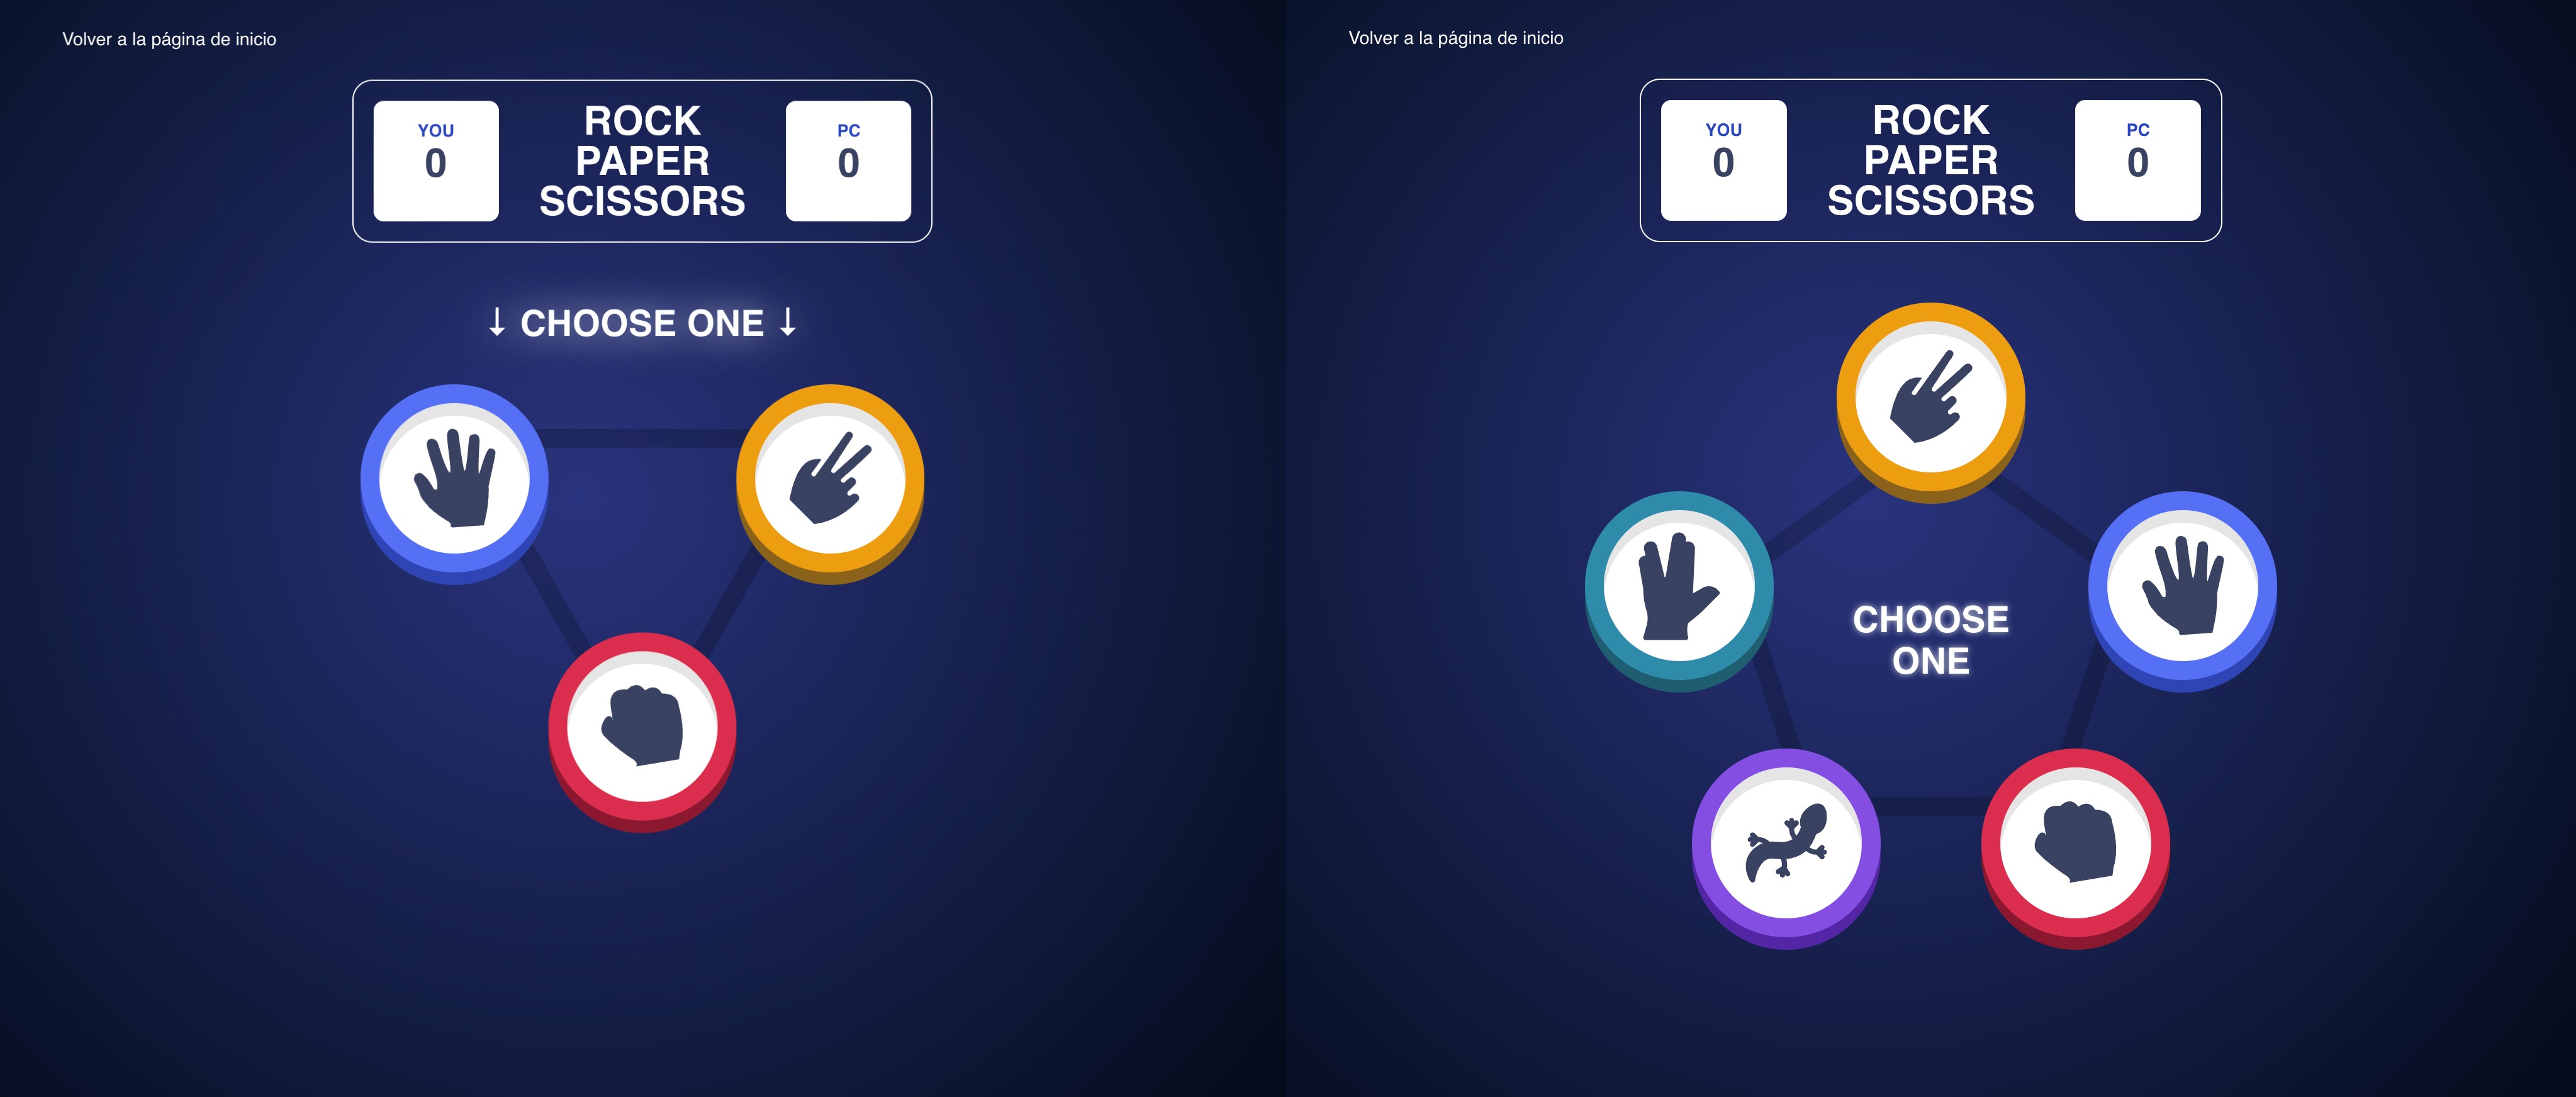 Volver a la página de inicio
YOU
0
ROCK
PAPER
SCISSORS
PC
0
↓ CHOOSE ONE ↓
Volver a la página de inicio
YOU
0
ROCK
PAPER
SCISSORS
PC
0
CHOOSE
ONE